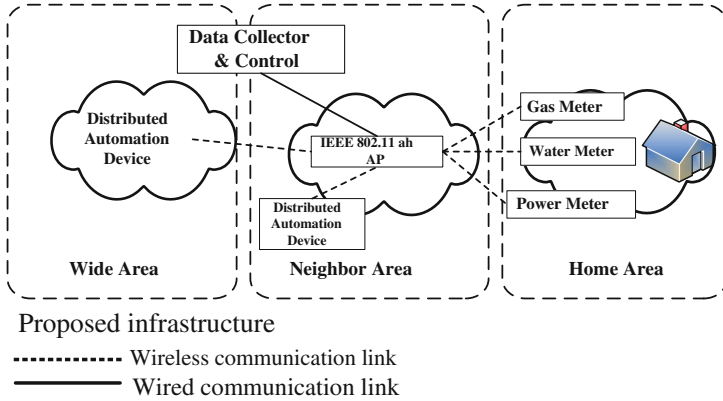 Data Collector
& Control
Distributed
Automation
Device
IEEE 802.11 ah
AP
Gas Meter
Water Meter
Power Meter
Distributed
Automation
Device
Wide Area
Neighbor Area
Home Area
Proposed infrastructure
Wireless communication link
Wired communication link